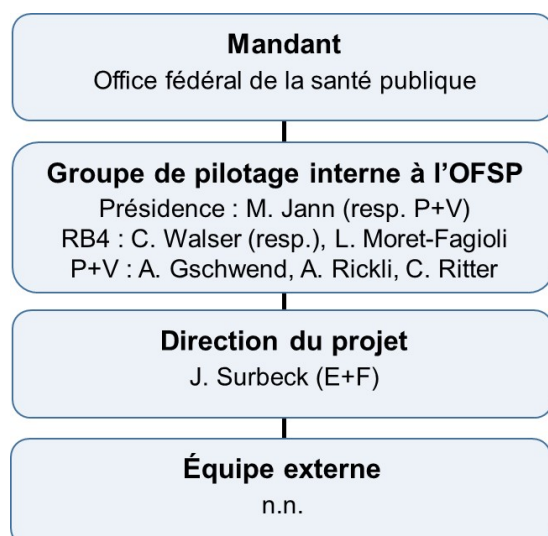 Mandant
Office fédéral de la santé publique
Groupe de pilotage interne à l’OFSP
Présidence : M. Jann (resp. P+V)
RB4 : C. Walser (resp.), L. Moret-Fagioli
P+V : A. Gschwend, A. Rickli, C. Ritter
Direction du projet
J. Surbeck (E+F)
Équipe externe
n.n.